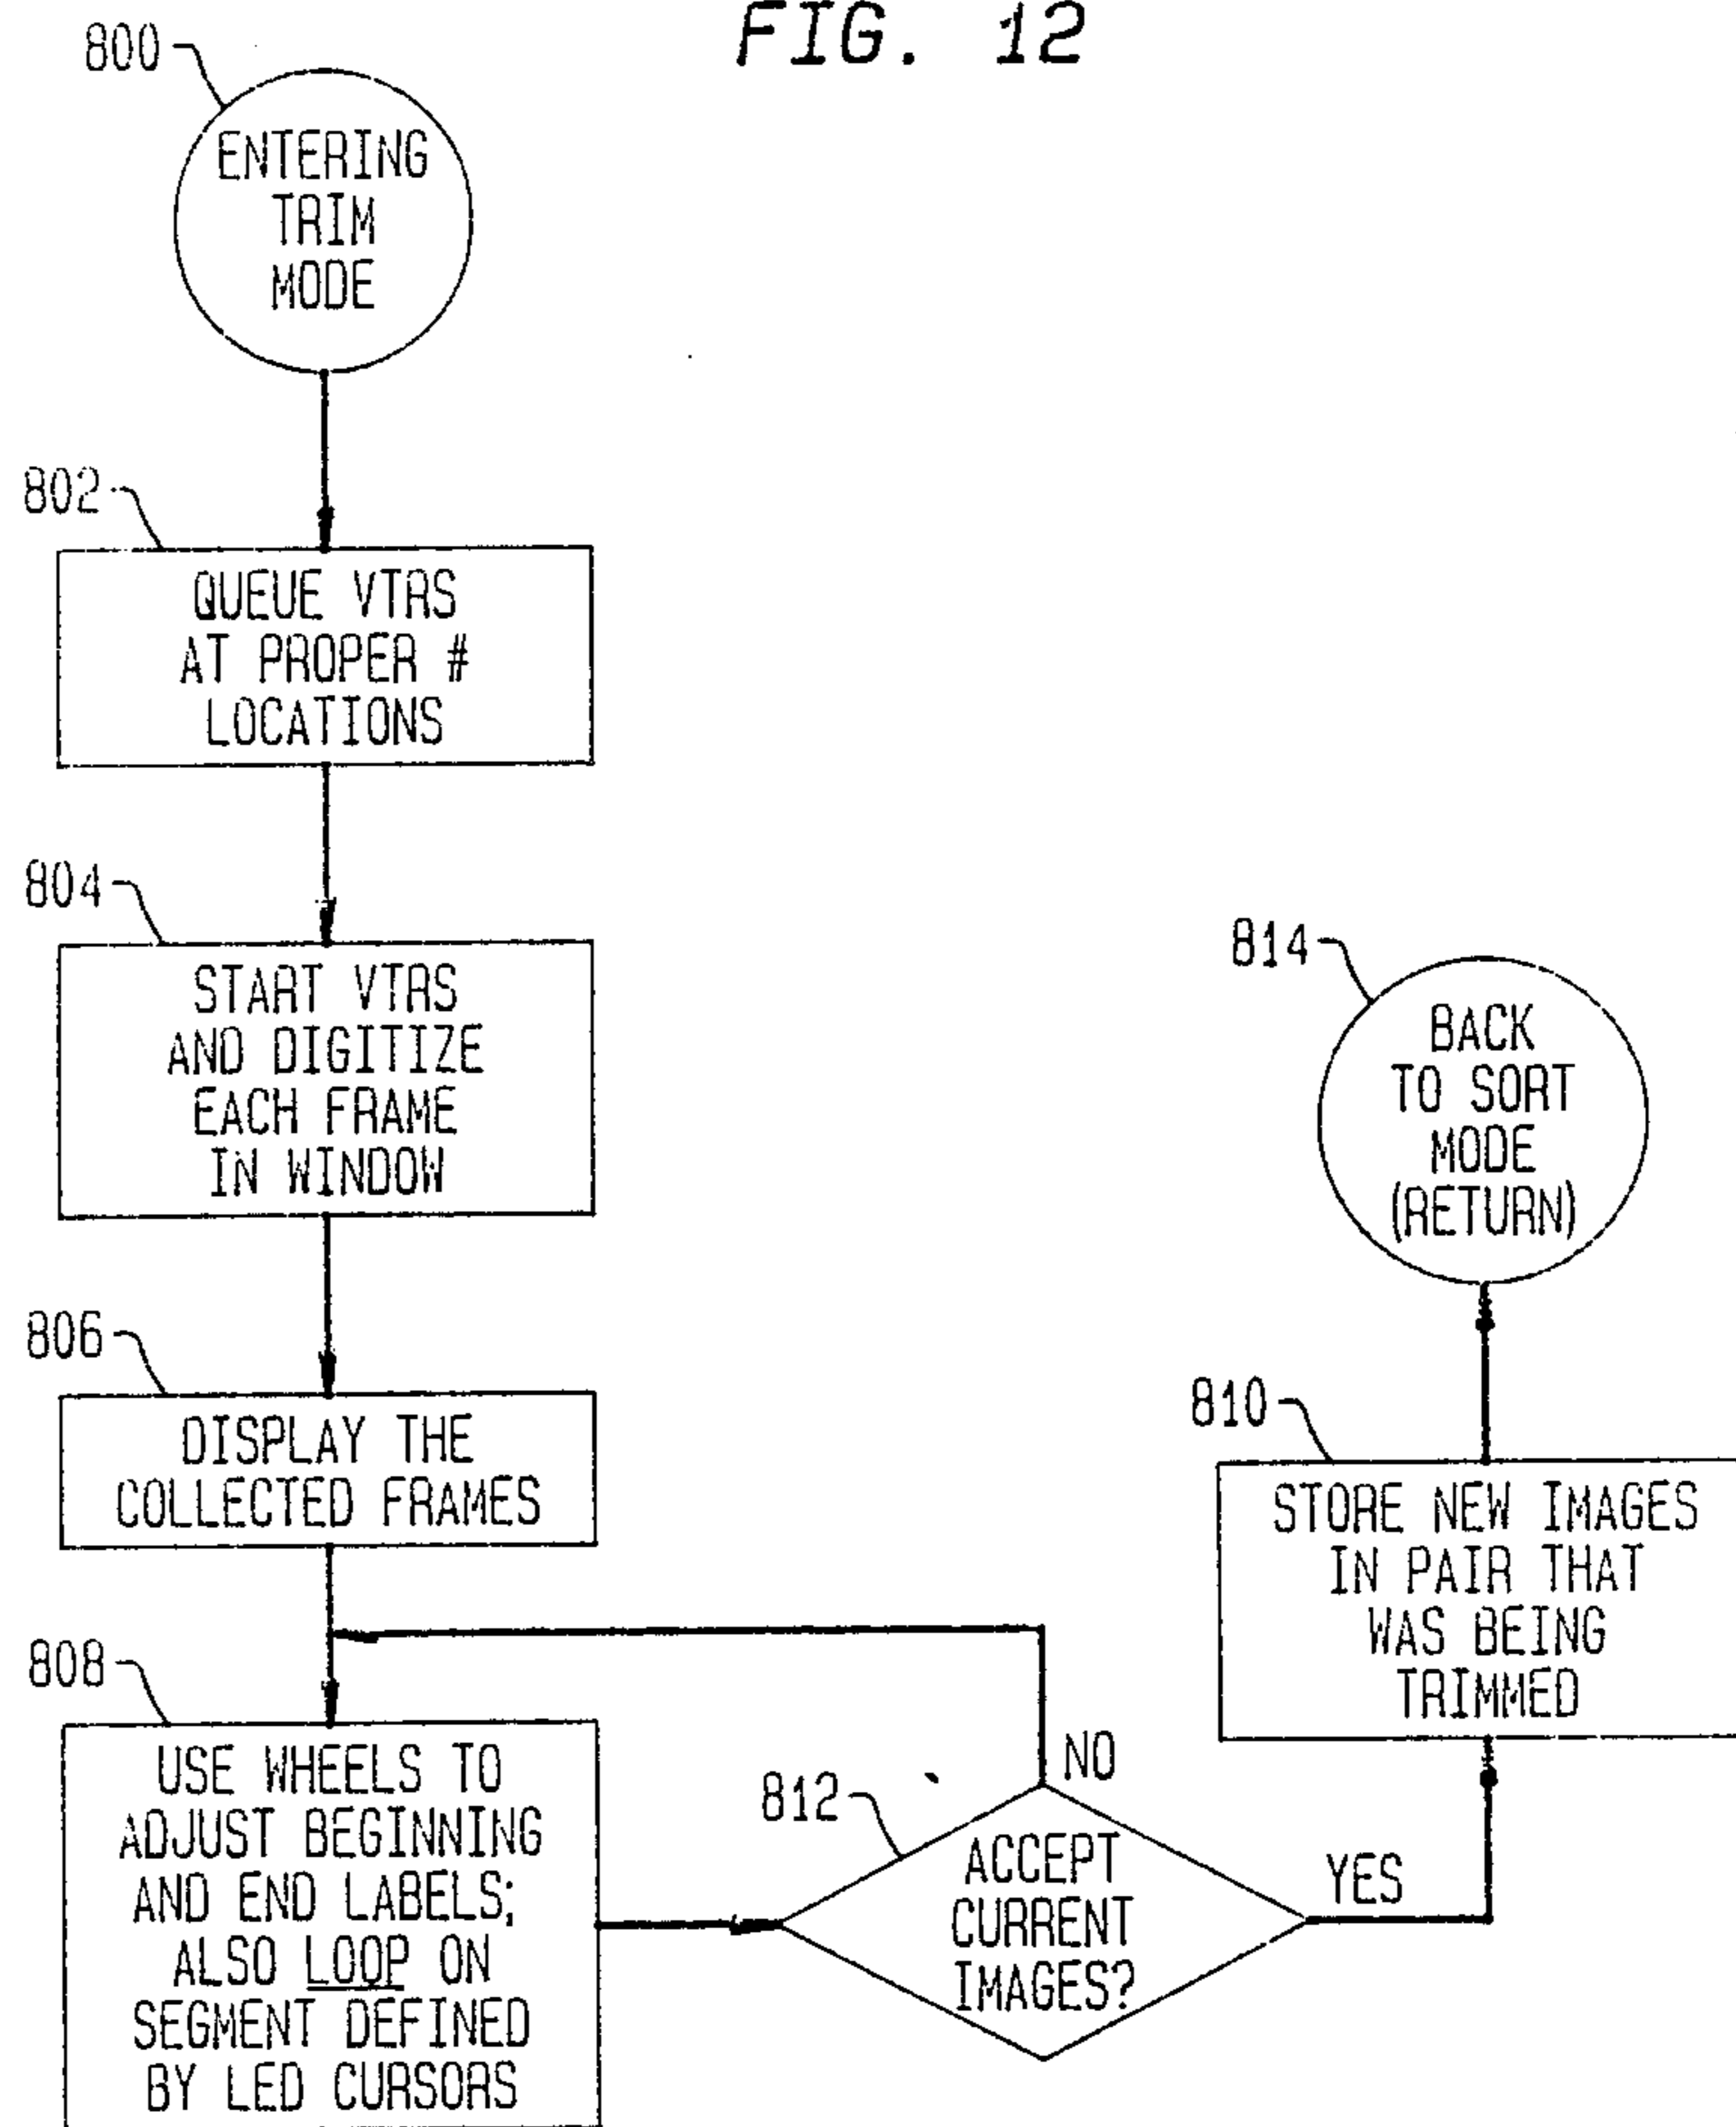 FIG. 12
800
ENTERING
TRIM
MODE
802
QUEUE VTRS
AT PROPER #
LOCATIONS
804
START VTRS
AND DIGITIZE
EACH FRAME
IN WINDOW
806
DISPLAY THE
COLLECTED FRAMES
808
USE WHEELS TO
ADJUST BEGINNING
AND END LABELS;
ALSO LOOP ON
SEGMENT DEFINED
BY LED CURSORS
812
ACCEPT
CURRENT
IMAGES?
NO
YES
810
STORE NEW IMAGES
IN PAIR THAT
WAS BEING
TRIMMED
814
BACK
TO SORT
MODE
(RETURN)